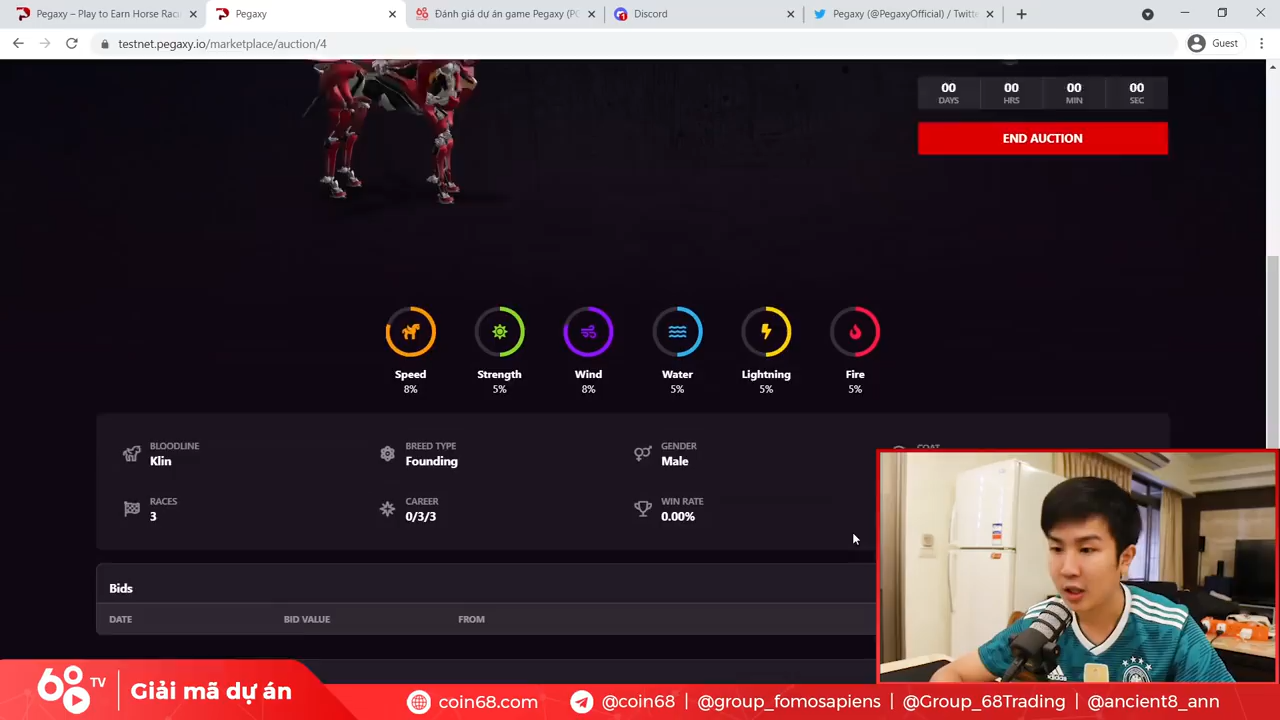 Pegaxy – Play to Earn Horse Raci
Pegaxy
Đánh giá dự án game Pegaxy (P
Discord
Pegaxy (@PegaxyOfficial) / Twitte
testnet.pegaxy.io/marketplace/auction/4
Guest
00 00 00 00
DAYS HRS MIN SEC
END AUCTION
Speed Strength Wind Water Lightning Fire
8% 5% 8% 5% 5% 5%
BLOODLINE BREED TYPE GENDER
Klin Founding Male
RACES CAREER WIN RATE
3 0/3/3 0.00%
Bids
DATE BID VALUE FROM
adidas
68 TV Giải mã dự án
coin68.com @coin68 | @group_fomosapiens | @Group_68Trading | @ancient8_ann